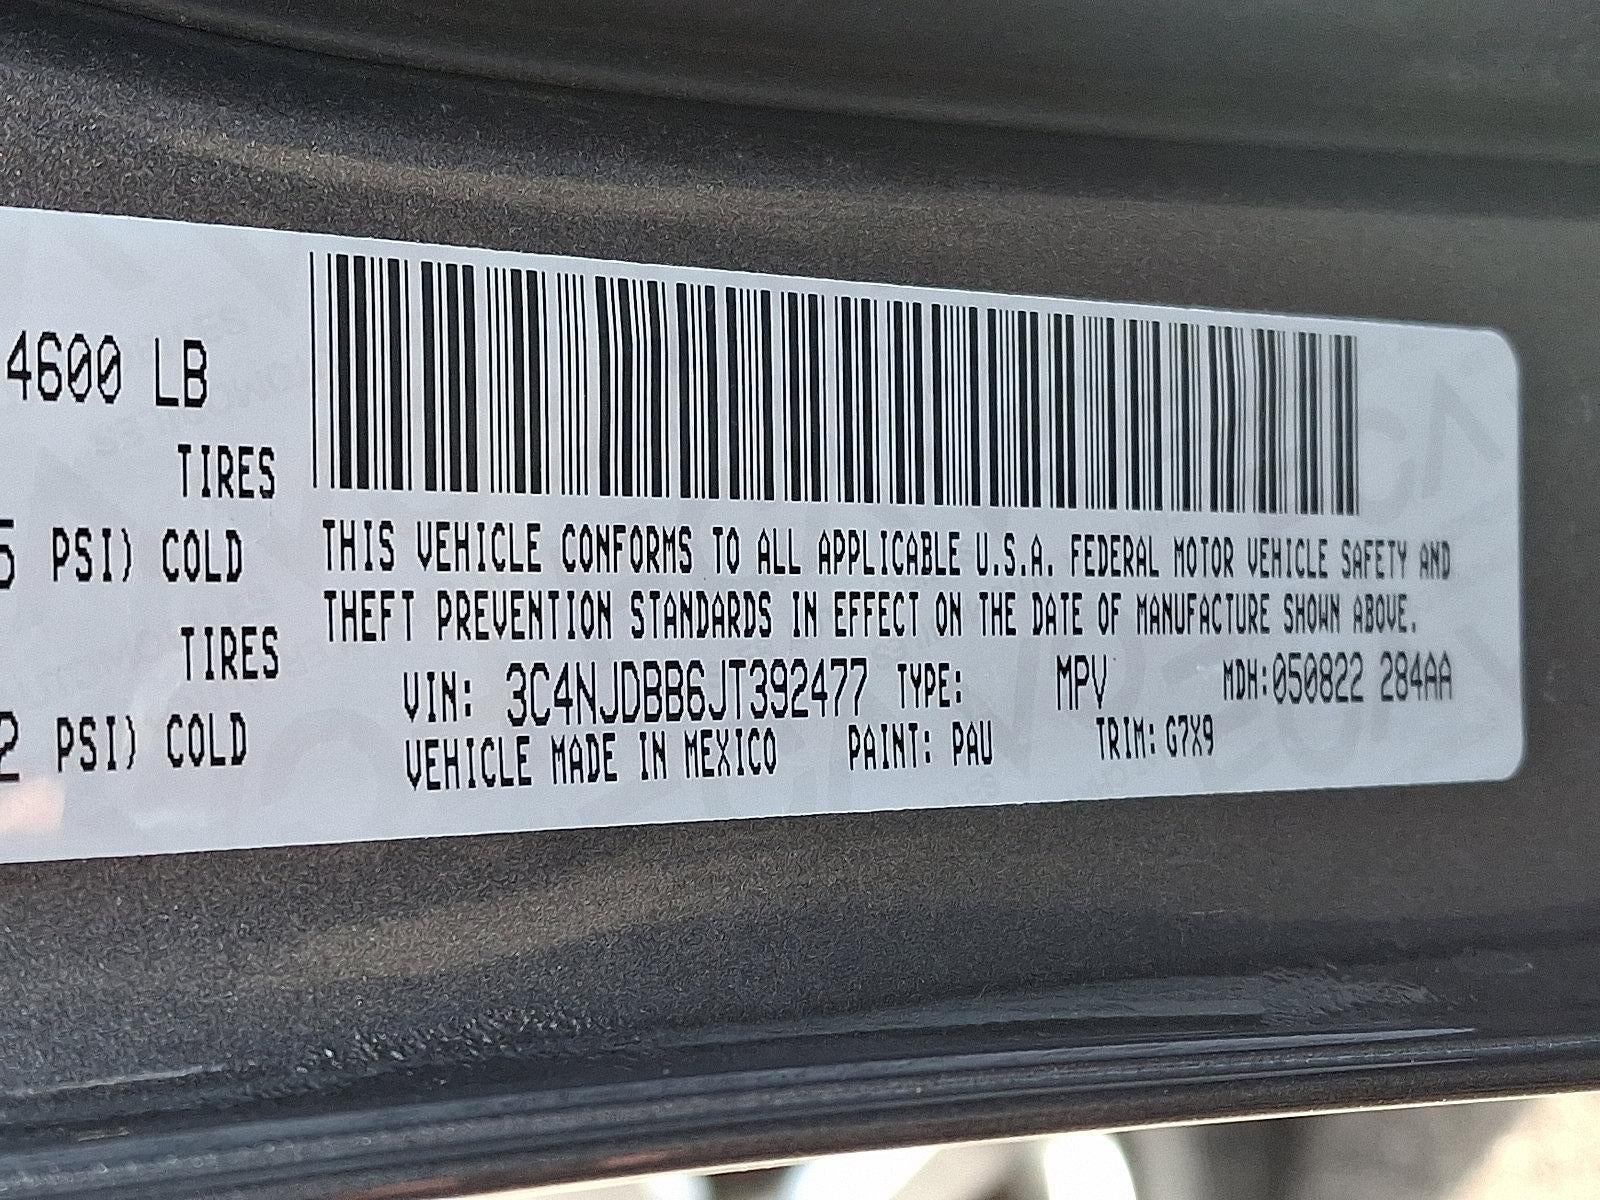 4600 LB
TIRES
5 PSI) COLD
TIRES
2 PSI) COLD
THIS VEHICLE CONFORMS TO ALL APPLICABLE U.S.A. FEDERAL MOTOR VEHICLE SAFETY AND
THEFT PREVENTION STANDARDS IN EFFECT ON THE DATE OF MANUFACTURE SHOWN ABOVE.
VIN: 3C4NJDBB6JT392477 TYPE: MPV MDH:050822 284AA
VEHICLE MADE IN MEXICO PAINT: PAU TRIM: G7X9